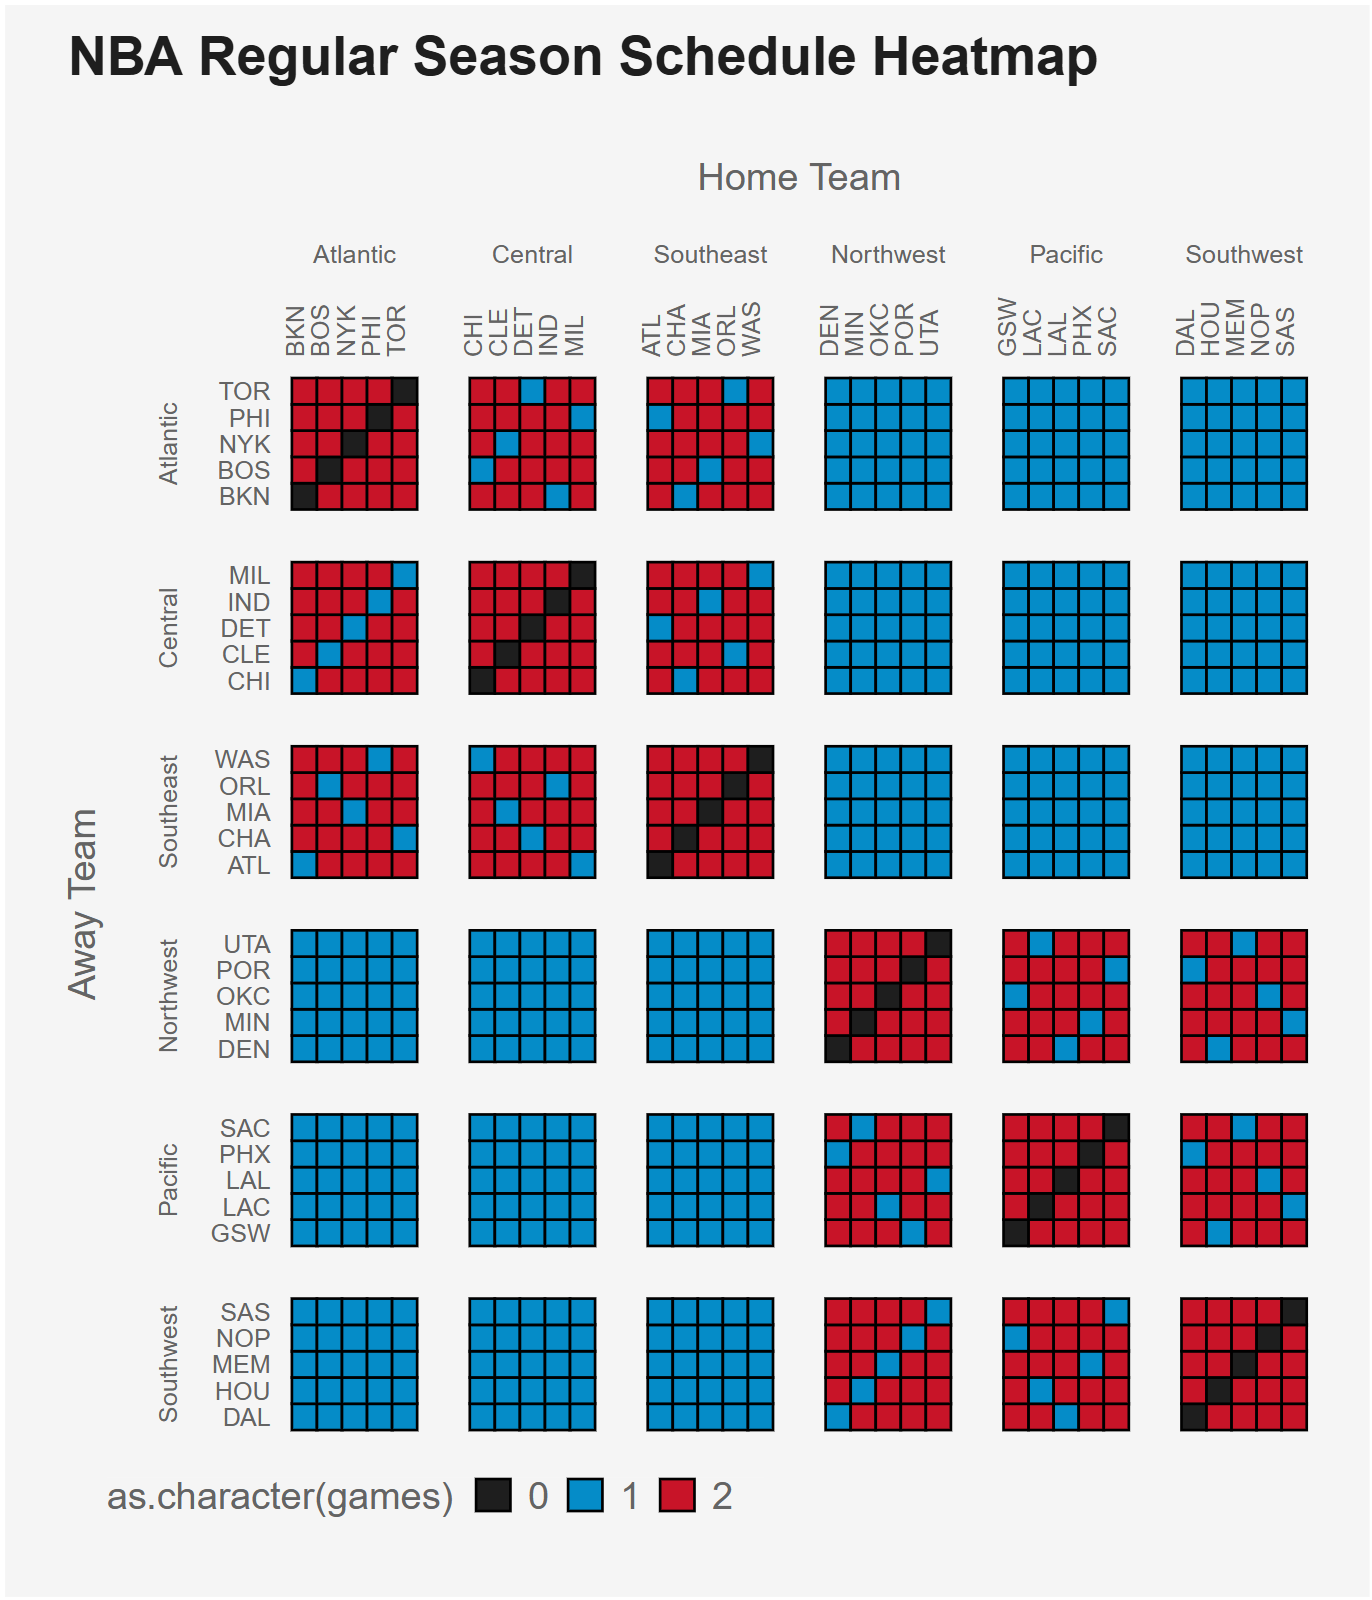 NBA Regular Season Schedule Heatmap
Home Team
Atlantic Central Southeast Northwest Pacific Southwest
BKN BOS NYK PHI TOR CHI CLE DET IND MIL ATL CHA MIA ORL WAS DEN MIN OKC POR UTA GSW LAC LAL PHX SAC DAL HOU MEM NOP SAS
Away Team
Atlantic
TOR
PHI
NYK
BOS
BKN
Central
MIL
IND
DET
CLE
CHI
Southeast
WAS
ORL
MIA
CHA
ATL
Northwest
UTA
POR
OKC
MIN
DEN
Pacific
SAC
PHX
LAL
LAC
GSW
Southwest
SAS
NOP
MEM
HOU
DAL
as.character(games) 0 1 2